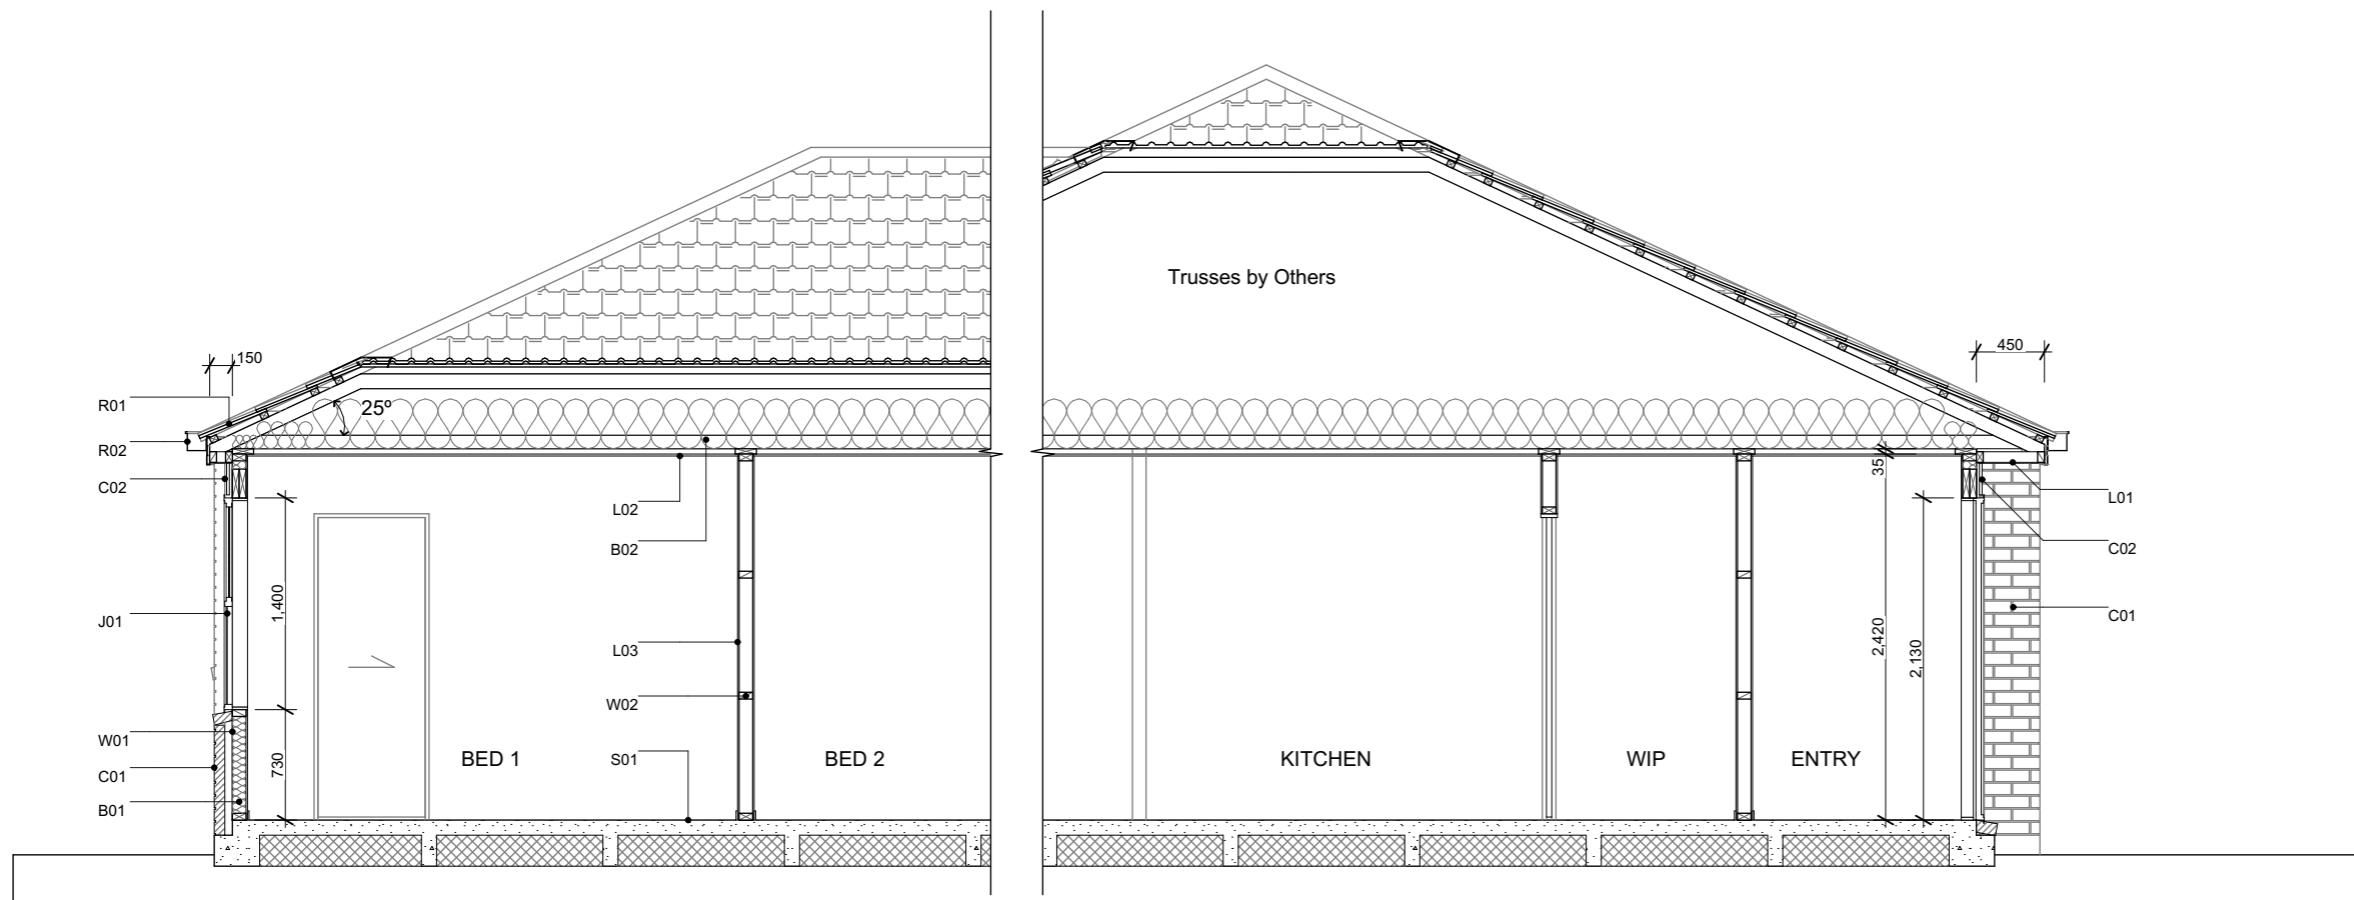 Trusses by Others
150
450
R01
25º
R02
C02
L02
35
L01
B02
C02
1,400
J01
C01
L03
2,420
2,130
W02
W01
BED 1
S01
BED 2
KITCHEN
WIP
ENTRY
730
C01
B01